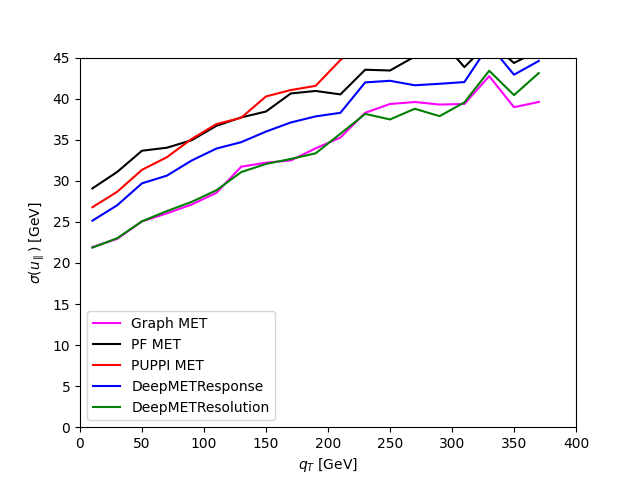 45
40
35
30
25
20
15
10
5
0
σ(u∥) [GeV]
Graph MET
PF MET
PUPPI MET
DeepMETResponse
DeepMETResolution
0 50 100 150 200 250 300 350 400
qT [GeV]